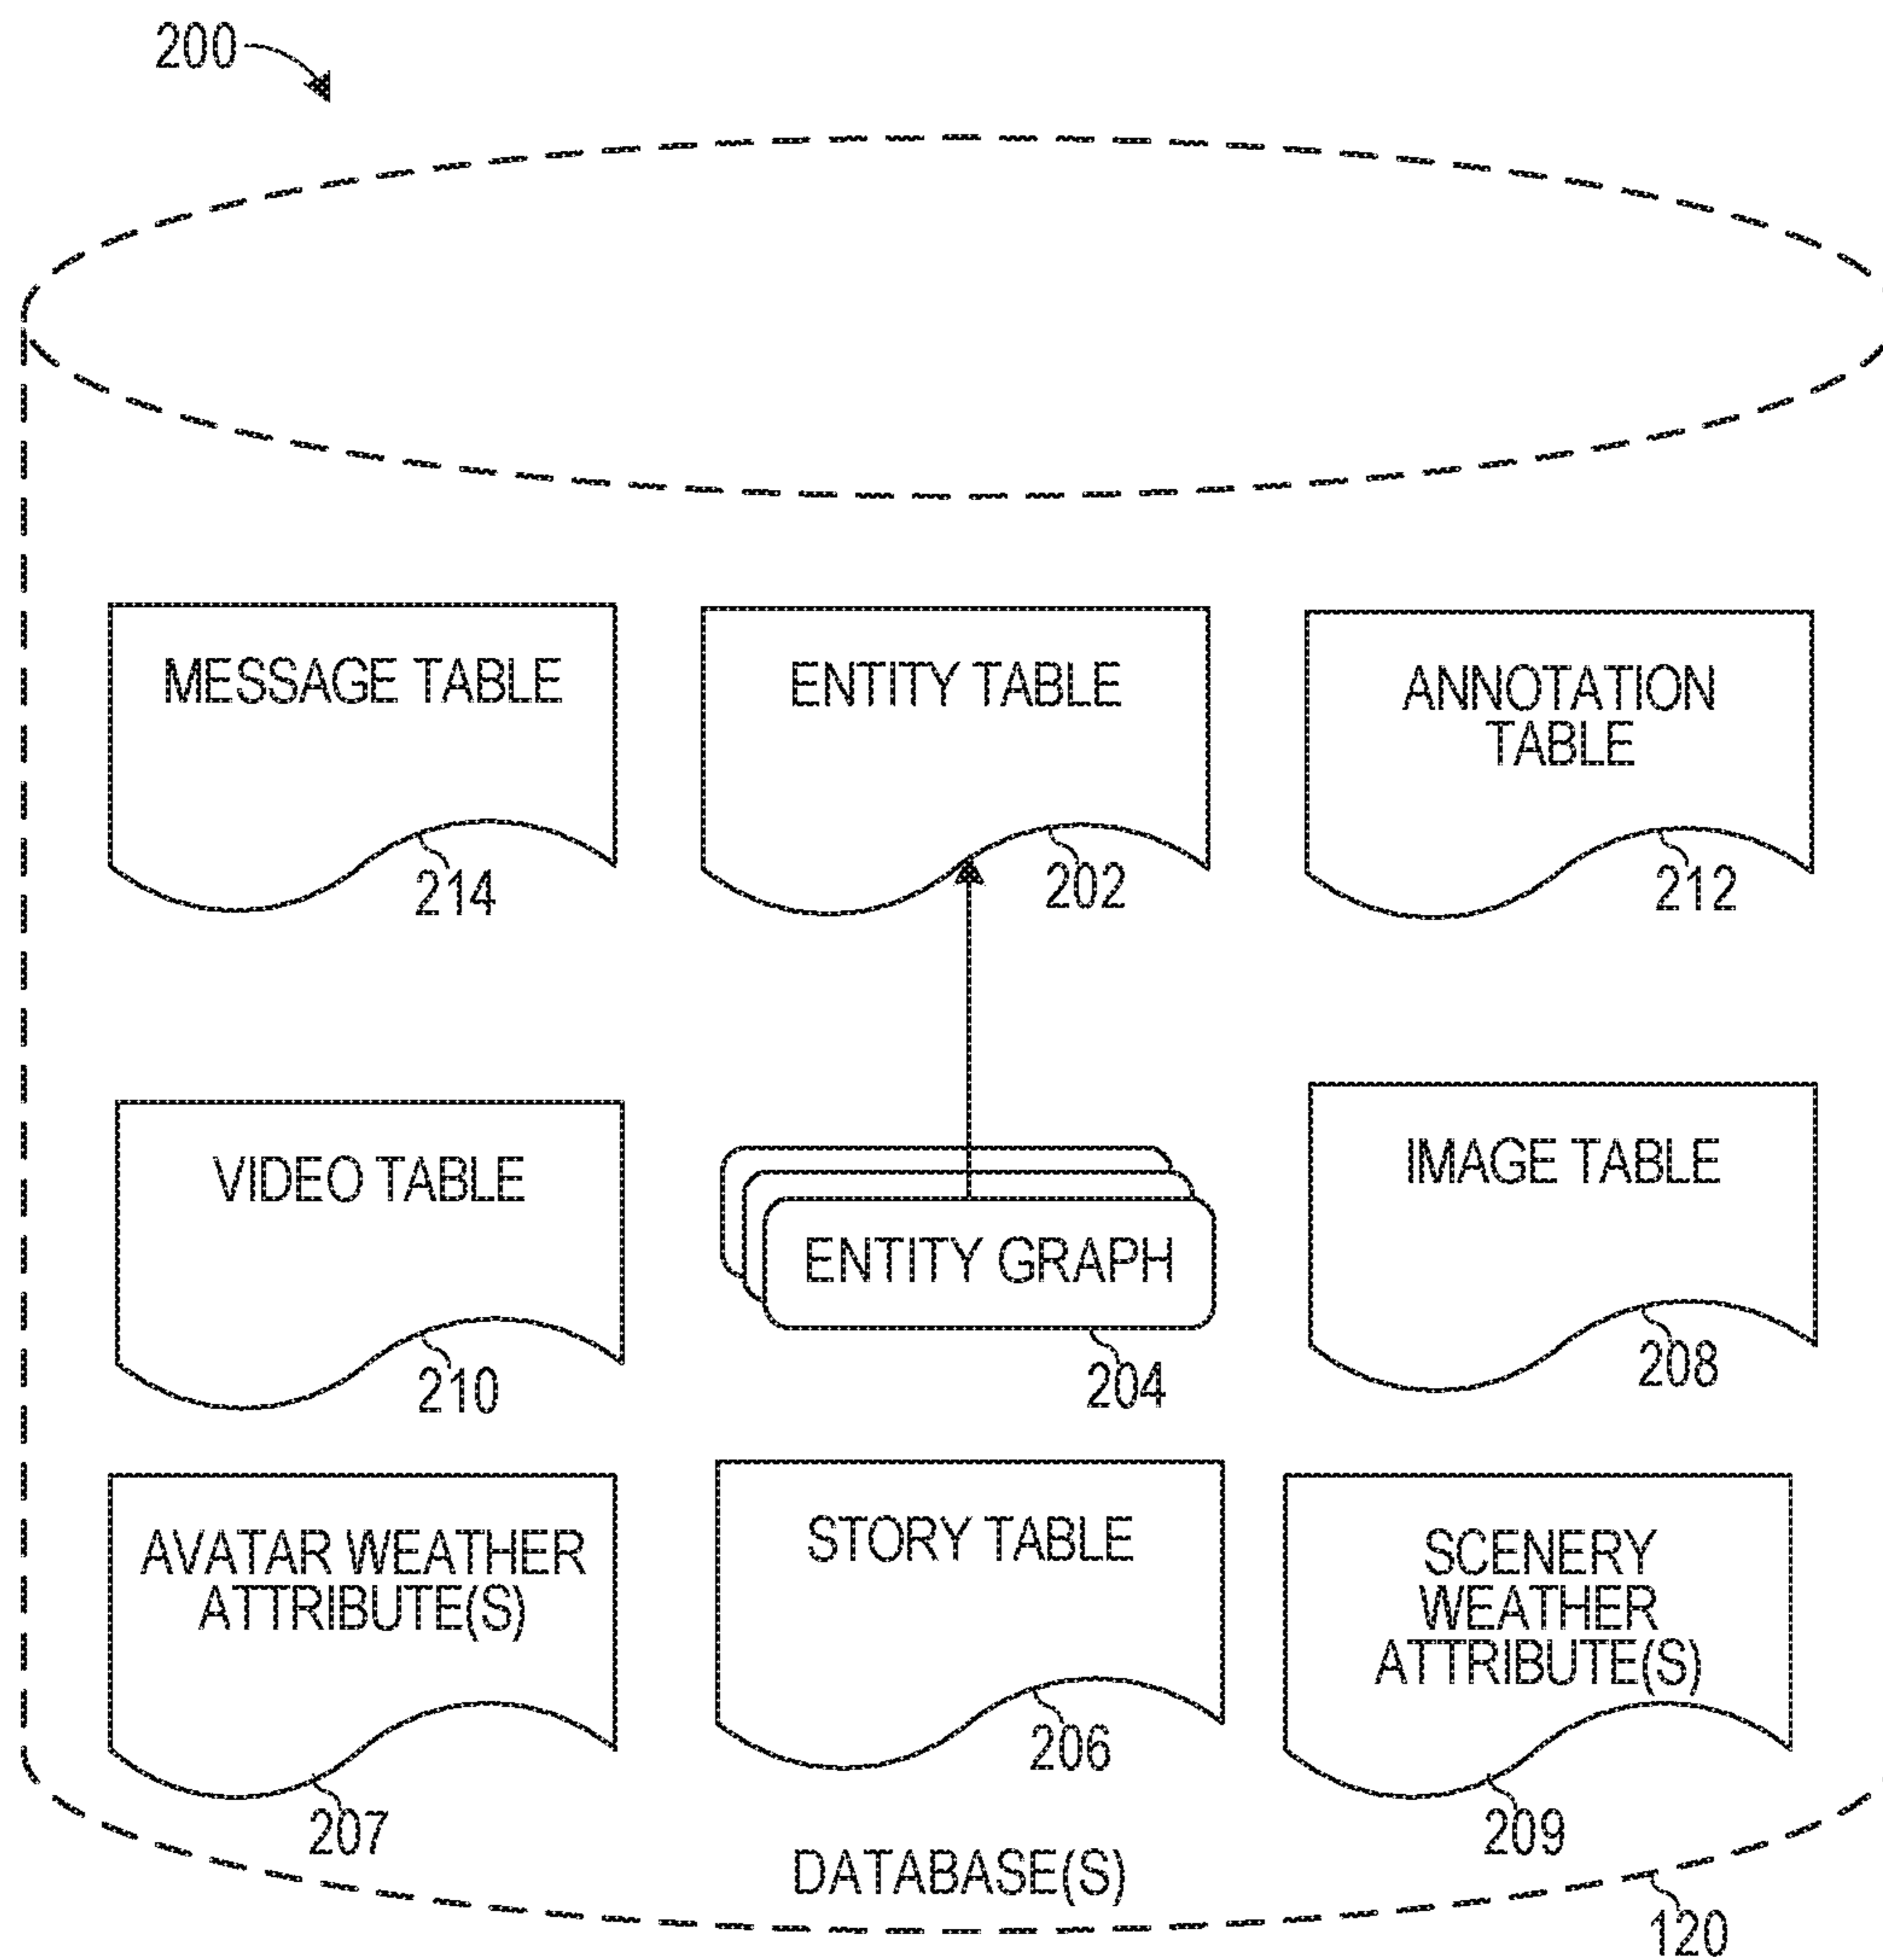 200
MESSAGE TABLE
214
ENTITY TABLE
202
ANNOTATION
TABLE
212
VIDEO TABLE
210
ENTITY GRAPH
204
IMAGE TABLE
208
AVATAR WEATHER
ATTRIBUTE(S)
207
STORY TABLE
206
SCENERY
WEATHER
ATTRIBUTE(S)
209
DATABASE(S)
120